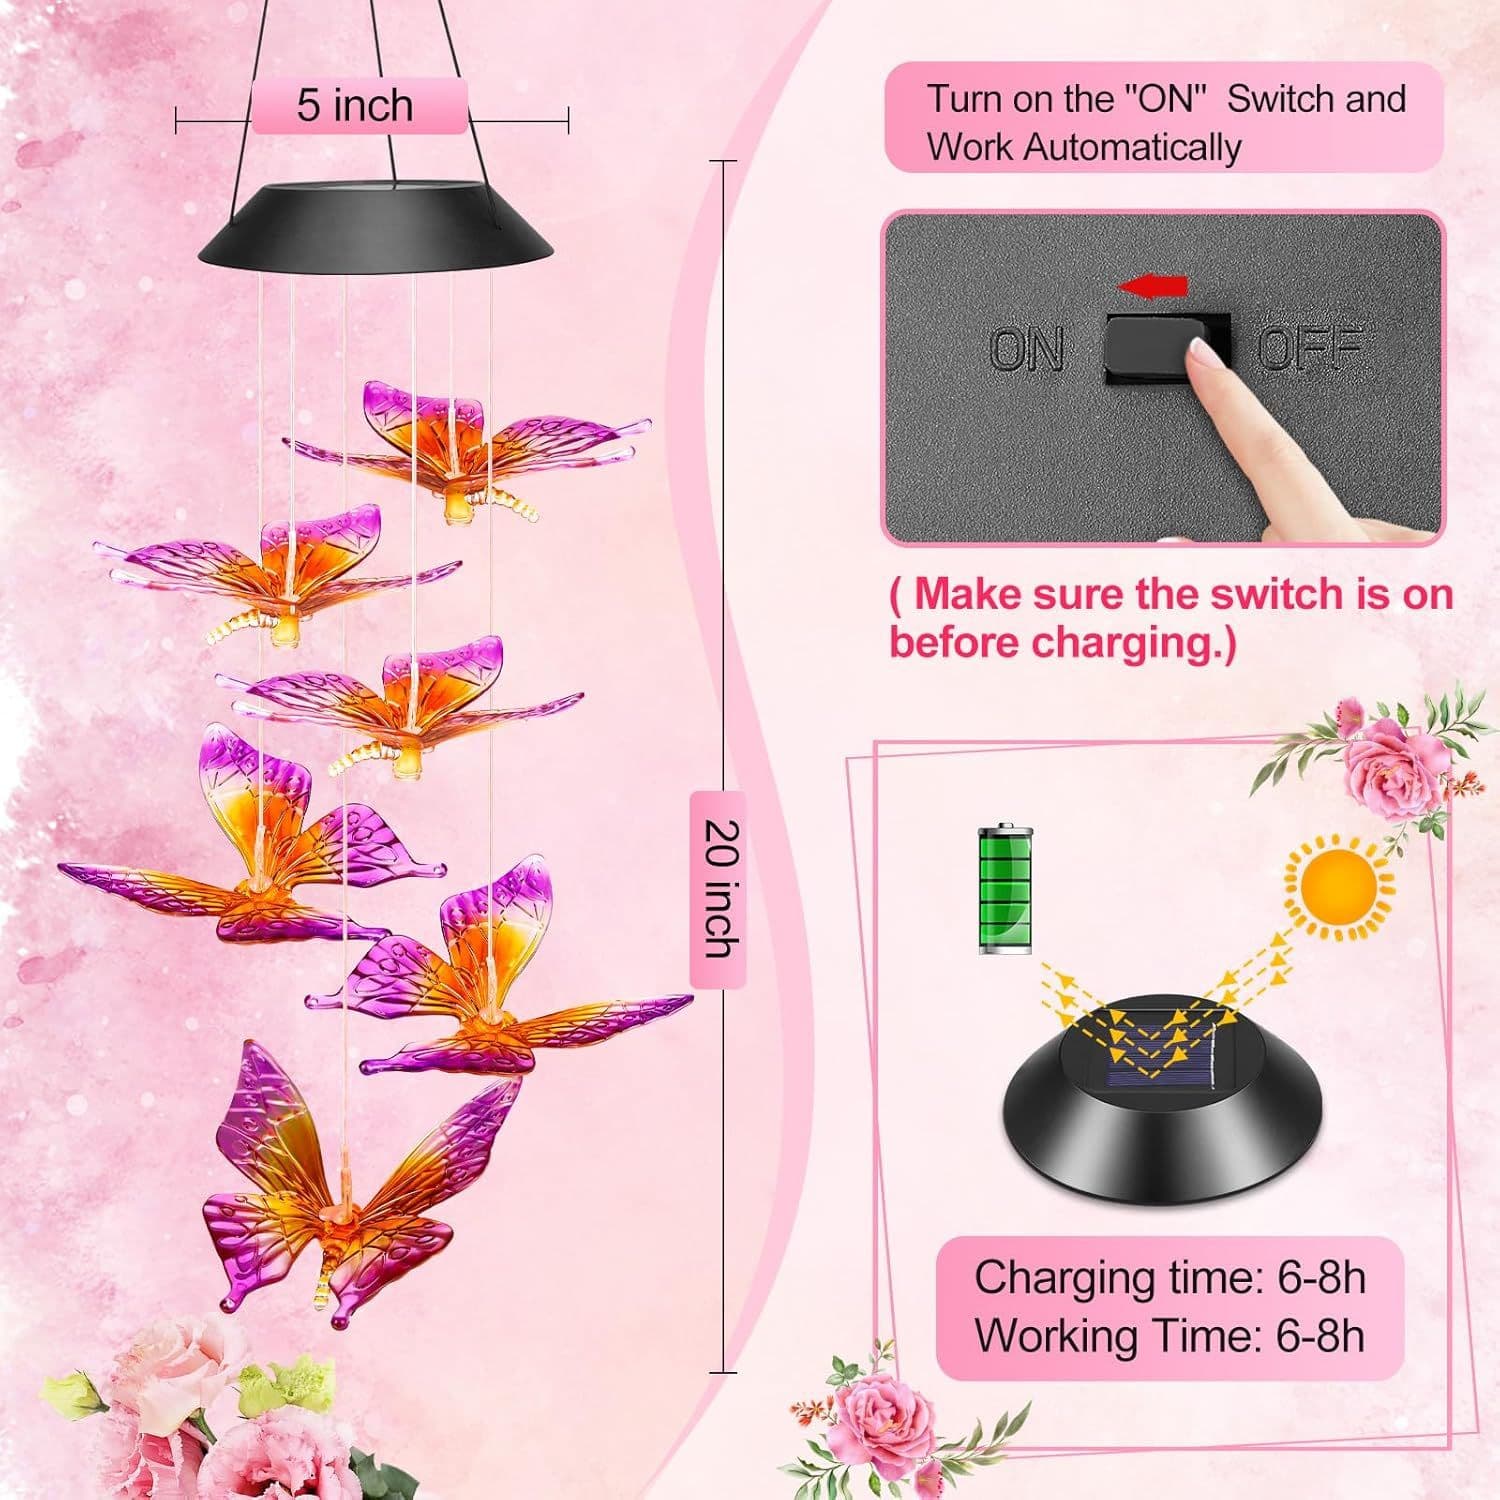 5 inch
20 inch
Turn on the "ON" Switch and
Work Automatically
ON
OFF
( Make sure the switch is on
before charging.)
Charging time: 6-8h
Working Time: 6-8h